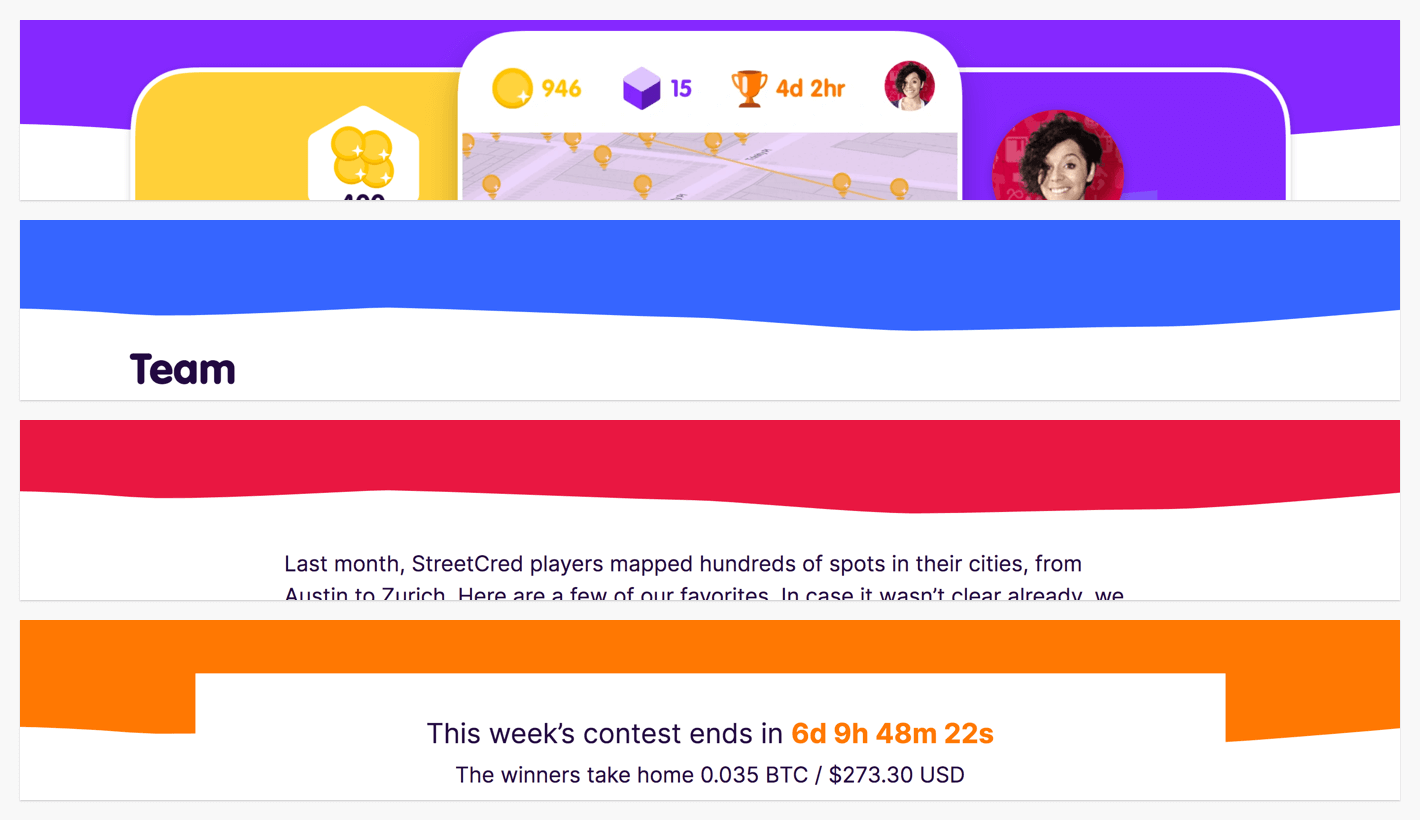 946
15
4d 2hr
400
Team
Last month, StreetCred players mapped hundreds of spots in their cities, from
Austin to Zurich. Here are a few of our favorites. In case it wasn’t clear already, we
This week’s contest ends in 6d 9h 48m 22s
The winners take home 0.035 BTC / $273.30 USD